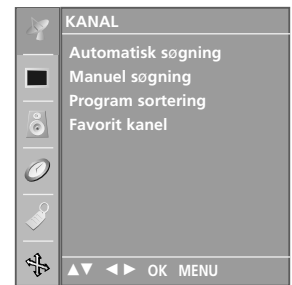 KANAL
Automatisk søgning
Manuel søgning
Program sortering
Favorit kanel
▲▼ ◄► OK MENU